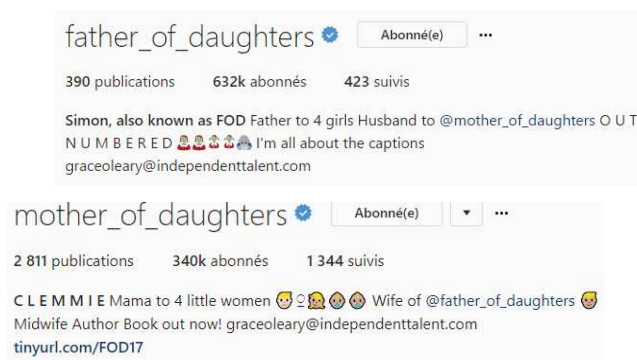 father_of_daughters Abonné(e) ...
390 publications 632k abonnés 423 suivis
Simon, also known as FOD Father to 4 girls Husband to @mother_of_daughters O U T
N U M B E R E D I'm all about the captions
graceoleary@independenttalent.com
mother_of_daughters Abonné(e) ...
2 811 publications 340k abonnés 1 344 suivis
C L E M M I E Mama to 4 little women Wife of @father_of_daughters
Midwife Author Book out now! graceoleary@independenttalent.com
tinyurl.com/FOD17